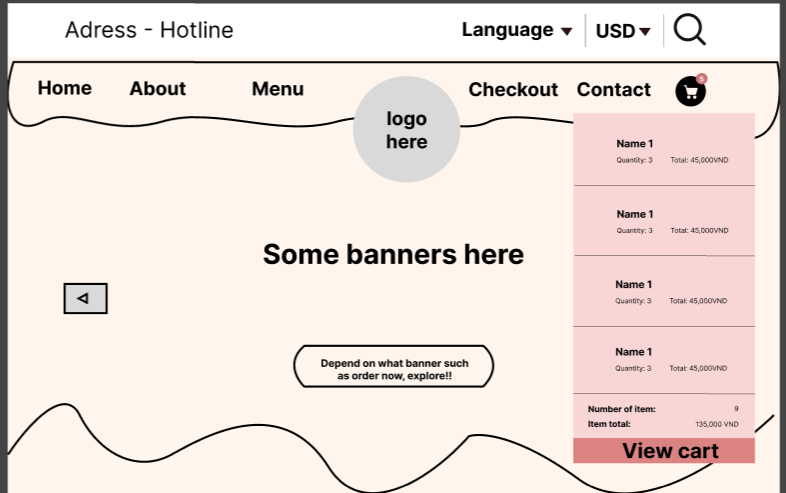 Adress - Hotline
Language
USD
Home
About
Menu
logo
here
Checkout
Contact
5
Name 1
Quantity: 3 Total: 45,000VND
Name 1
Quantity: 3 Total: 45,000VND
Name 1
Quantity: 3 Total: 45,000VND
Name 1
Quantity: 3 Total: 45,000VND
Number of item: 9
Item total: 135,000 VND
View cart
Some banners here
Depend on what banner such
as order now, explore!!